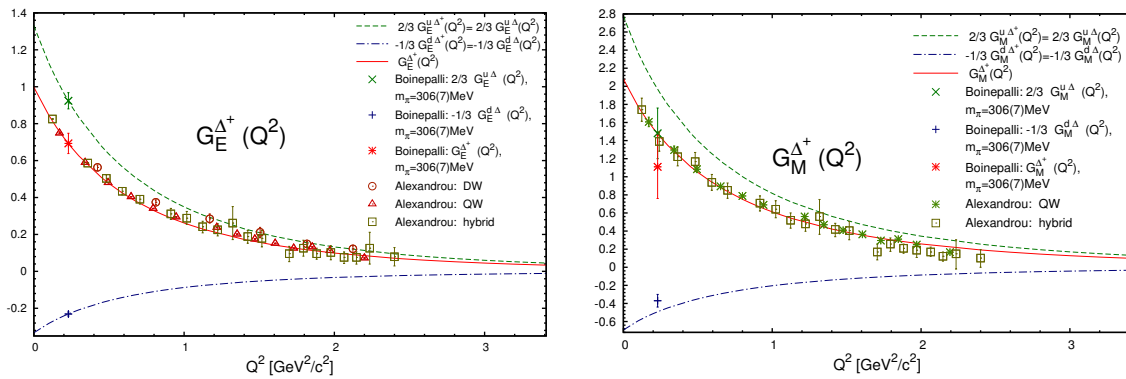 1.4
1.2
1
0.8
0.6
0.4
0.2
0
-0.2
0
1
2
3
Q² [GeV²/c²]
G_E^{Δ⁺}(Q²)
2/3 G_E^{u Δ⁺}(Q²)= 2/3 G_E^{u Δ}(Q²)
-1/3 G_E^{d Δ⁺}(Q²)=-1/3 G_E^{d Δ}(Q²)
G_E^{Δ⁺}(Q²)
Boinepalli: 2/3 G_E^{u Δ} (Q²),
m_π=306(7)MeV
Boinepalli: -1/3 G_E^{d Δ} (Q²),
m_π=306(7)MeV
Boinepalli: G_E^{Δ⁺} (Q²),
m_π=306(7)MeV
Alexandrou: DW
Alexandrou: QW
Alexandrou: hybrid
2.8
2.6
2.4
2.2
2
1.8
1.6
1.4
1.2
1
0.8
0.6
0.4
0.2
0
-0.2
-0.4
-0.6
0
1
2
3
Q² [GeV²/c²]
G_M^{Δ⁺}(Q²)
2/3 G_M^{u Δ⁺}(Q²)= 2/3 G_M^{u Δ}(Q²)
-1/3 G_M^{d Δ⁺}(Q²)=-1/3 G_M^{d Δ}(Q²)
G_M^{Δ⁺}(Q²)
Boinepalli: 2/3 G_M^{u Δ} (Q²),
m_π=306(7)MeV
Boinepalli: -1/3 G_M^{d Δ} (Q²),
m_π=306(7)MeV
Boinepalli: G_M^{Δ⁺} (Q²),
m_π=306(7)MeV
Alexandrou: QW
Alexandrou: hybrid